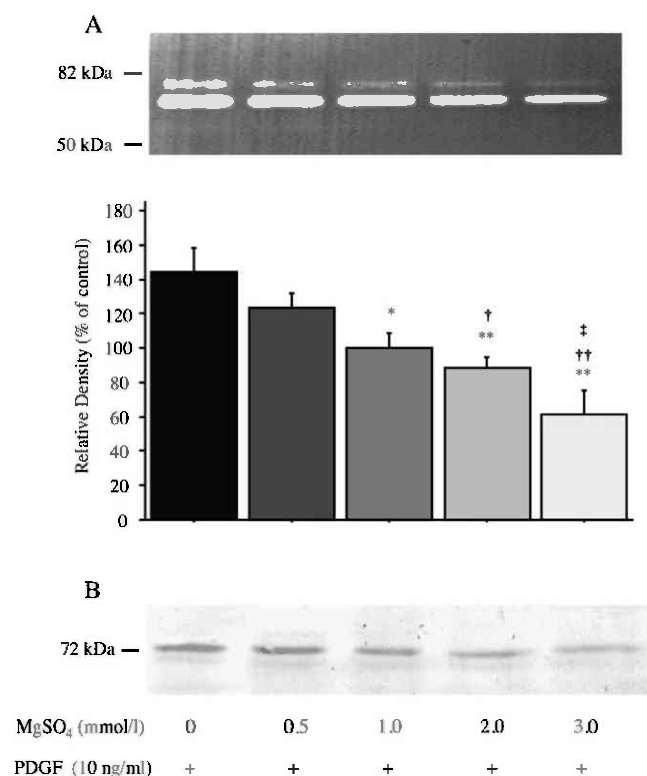 A
82 kDa
50 kDa
180
160
140
120
100
80
60
40
20
0
Relative Density (% of control)
*
†
**
‡
††
**
B
72 kDa
MgSO4 (mmol/l) 0 0.5 1.0 2.0 3.0
PDGF (10 ng/ml) + + + + +